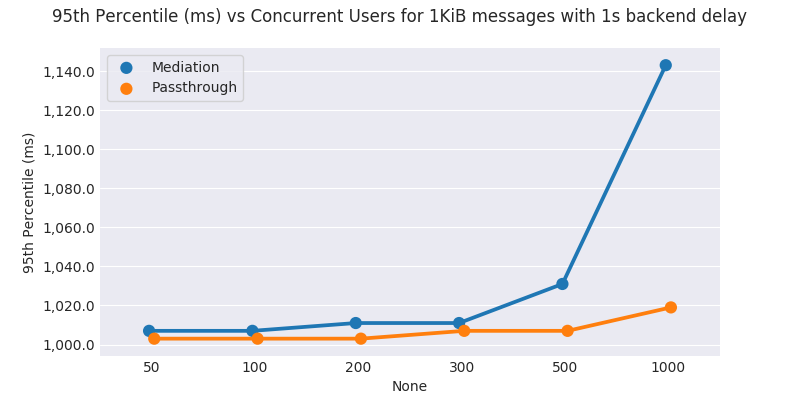 95th Percentile (ms) vs Concurrent Users for 1KiB messages with 1s backend delay
Mediation
Passthrough
1,140.0
1,120.0
1,100.0
1,080.0
1,060.0
1,040.0
1,020.0
1,000.0
95th Percentile (ms)
50 100 200 300 500 1000
None